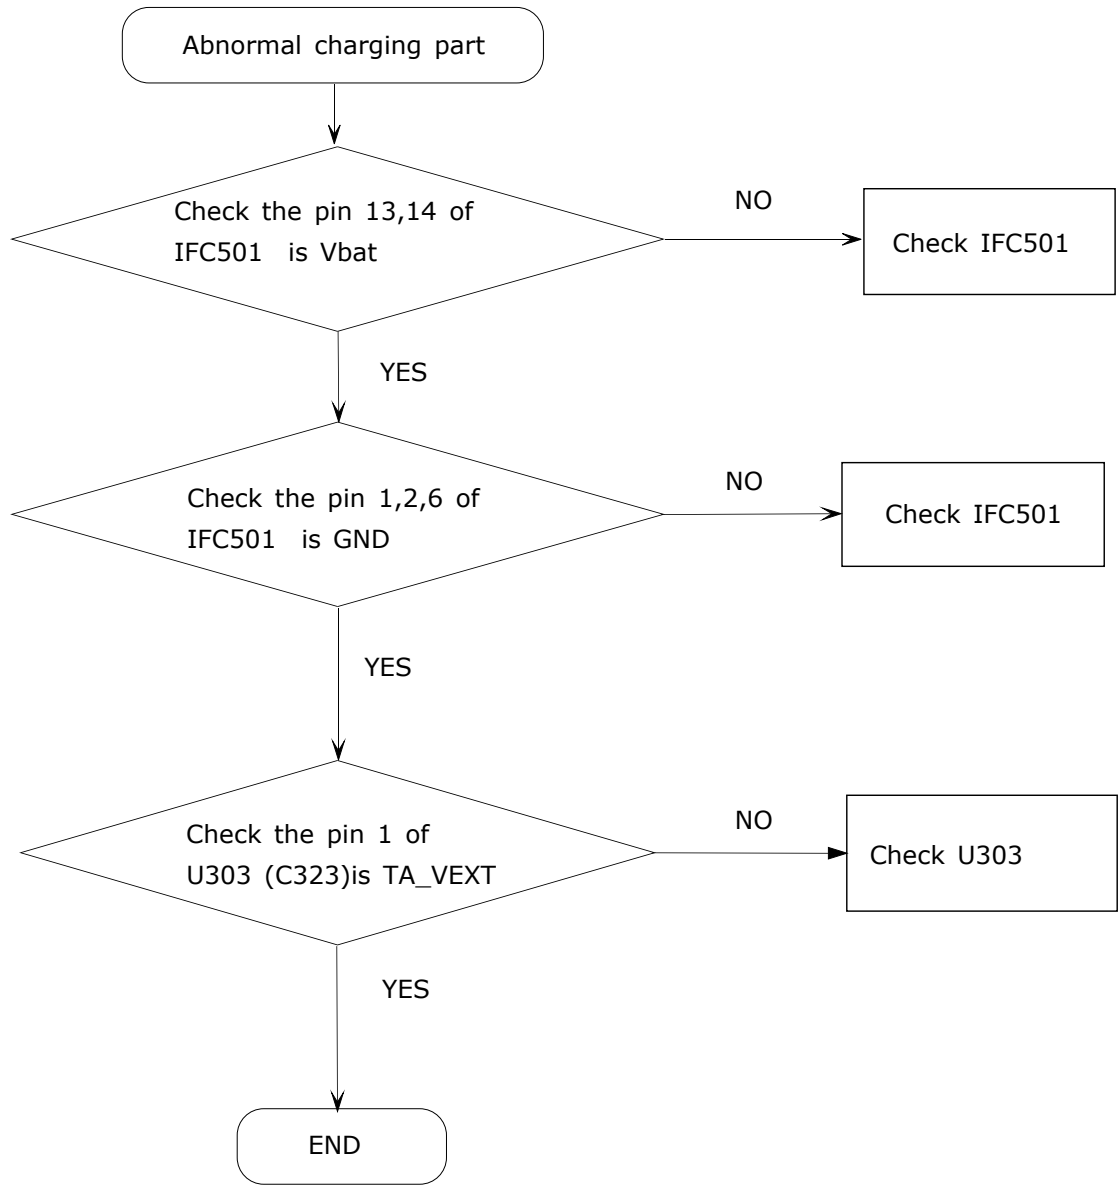 Abnormal charging part
Check the pin 13,14 of
IFC501 is Vbat
NO
Check IFC501
YES
Check the pin 1,2,6 of
IFC501 is GND
NO
Check IFC501
YES
Check the pin 1 of
U303 (C323)is TA_VEXT
NO
Check U303
YES
END